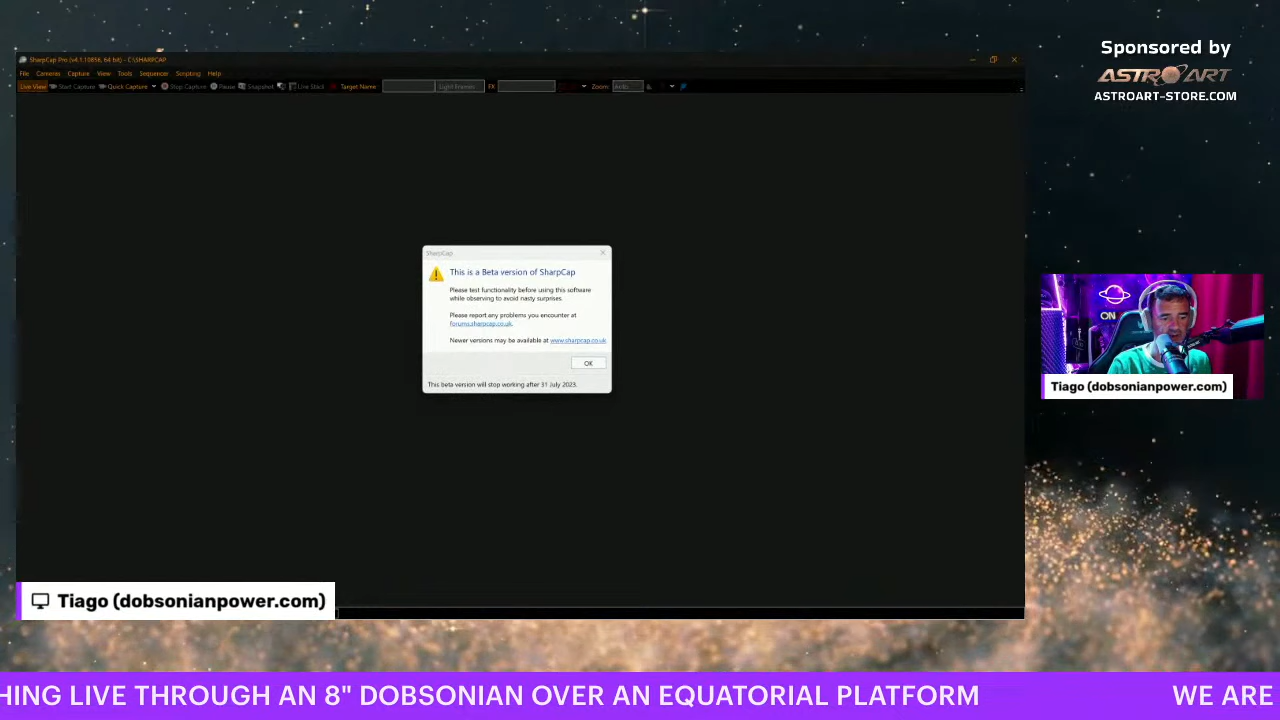 SharpCap Pro (v4.1.10856, 64 bit) - C:\SHARPCAP
File Cameras Capture View Tools Sequencer Scripting Help
Live View Start Capture Quick Capture Stop Capture Pause Snapshot Live Stack Target Name Light Frames FX Zoom: Auto
Sponsored by
ASTROART
ASTROART-STORE.COM
SharpCap
This is a Beta version of SharpCap
Please test functionality before using this software
while observing to avoid nasty surprises.
Please report any problems you encounter at
forums.sharpcap.co.uk.
Newer versions may be available at www.sharpcap.co.uk
OK
This beta version will stop working after 31 July 2023.
ON
Tiago (dobsonianpower.com)
Tiago (dobsonianpower.com)
HING LIVE THROUGH AN 8" DOBSONIAN OVER AN EQUATORIAL PLATFORM WE ARE